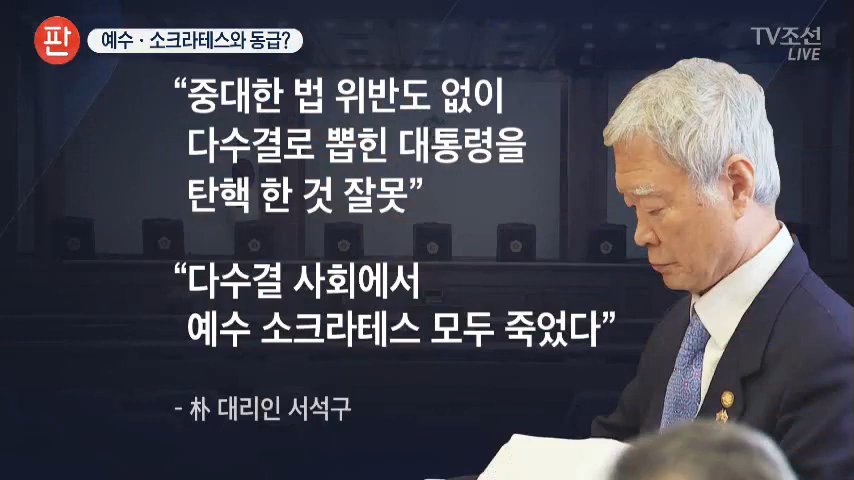 판 예수·소크라테스와 동급?
TV조선
LIVE
“중대한 법 위반도 없이
다수결로 뽑힌 대통령을
탄핵 한 것 잘못”
“다수결 사회에서
예수 소크라테스 모두 죽었다”
- 朴 대리인 서석구